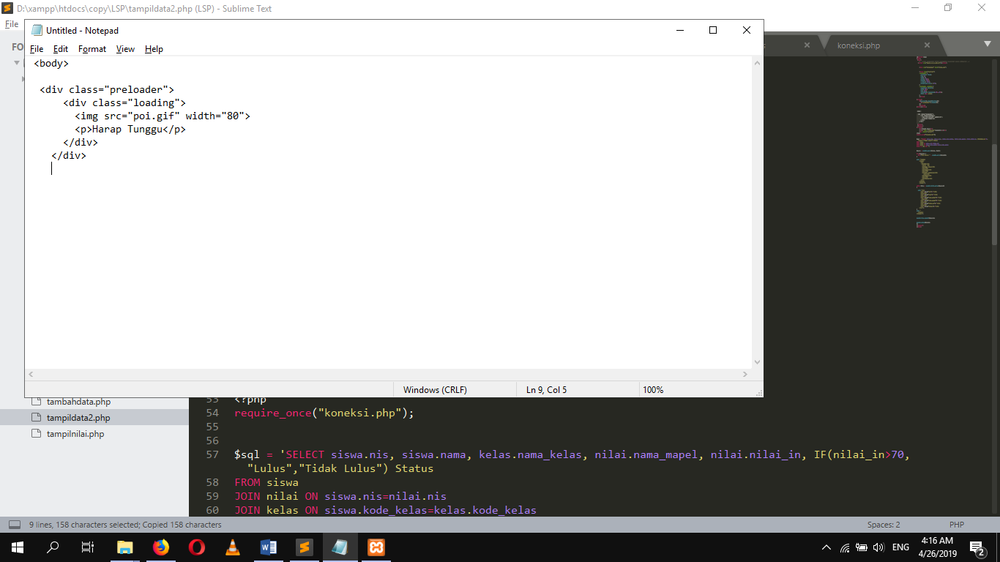 D:\xampp\htdocs\copy\LSP\tampildata2.php (LSP) - Sublime Text
File
Untitled - Notepad
File Edit Format View Help
FO
koneksi.php
<body>
<div class="preloader">
<div class="loading">
<img src="poi.gif" width="80">
<p>Harap Tunggu</p>
</div>
</div>
Windows (CRLF) Ln 9, Col 5 100%
tambahdata.php
tampildata2.php
tampilnilai.php
53 <?php
54 require_once("koneksi.php");
55
56
57 $sql = 'SELECT siswa.nis, siswa.nama, kelas.nama_kelas, nilai.nama_mapel, nilai.nilai_in, IF(nilai_in>70,
"Lulus","Tidak Lulus") Status
58 FROM siswa
59 JOIN nilai ON siswa.nis=nilai.nis
60 JOIN kelas ON siswa.kode_kelas=kelas.kode_kelas
9 lines, 158 characters selected; Copied 158 characters Spaces: 2 PHP
ENG
4:16 AM
4/26/2019
2